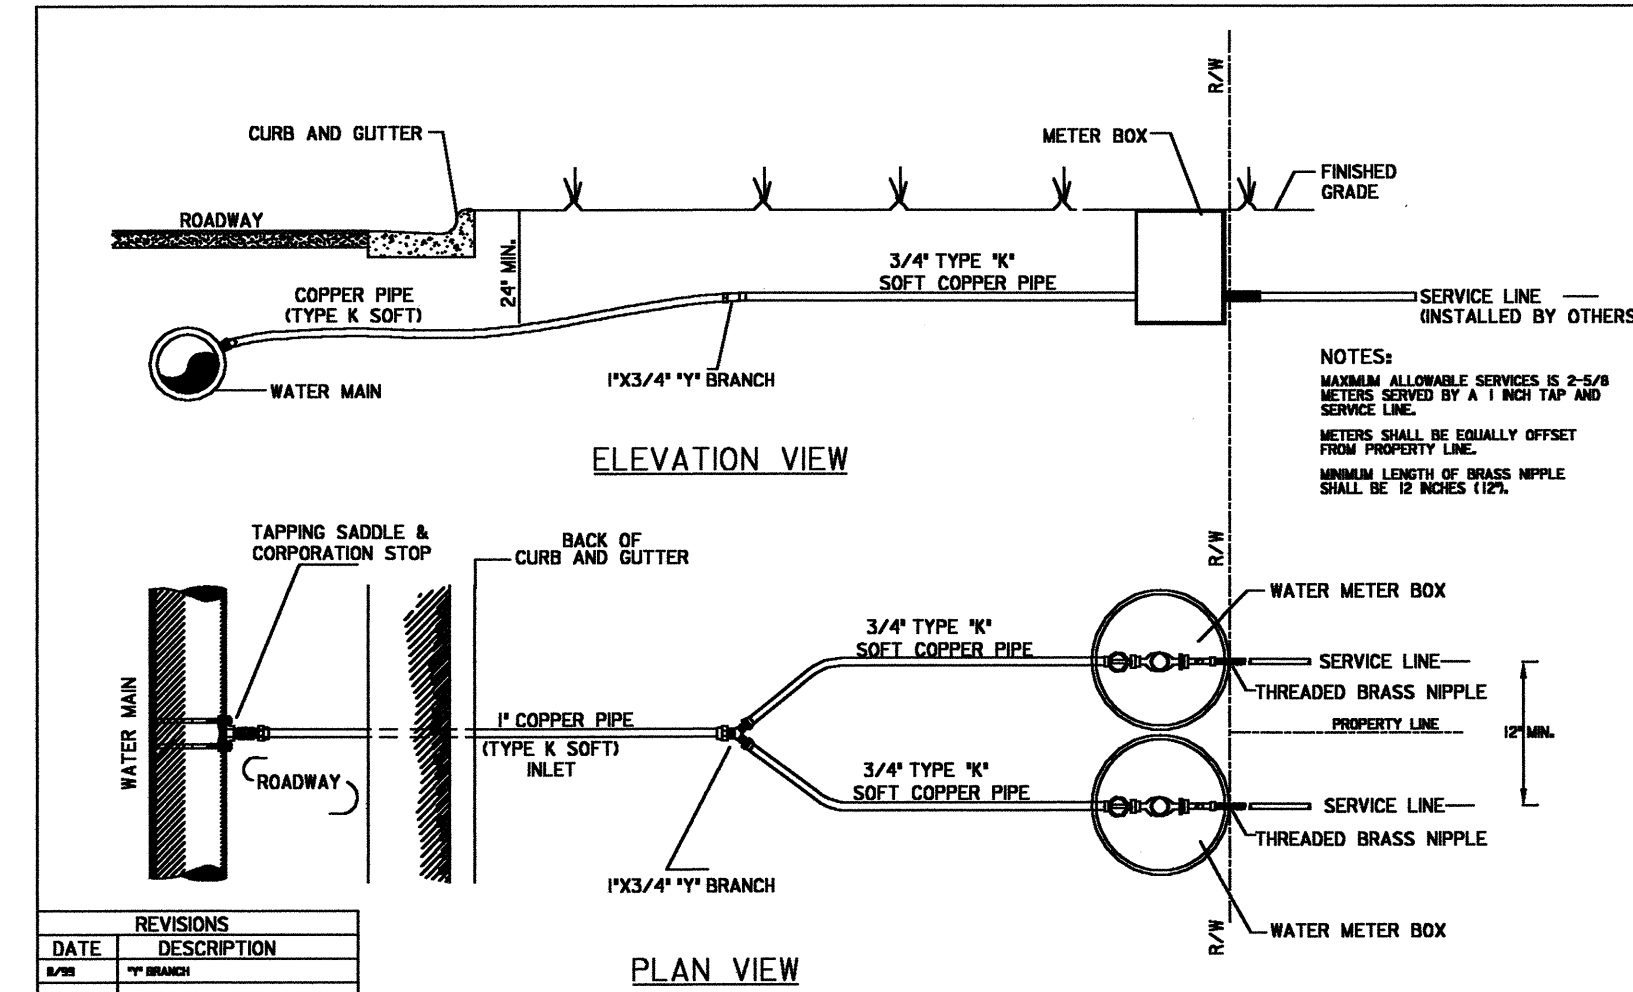 R/W
CURB AND GUTTER
METER BOX
FINISHED
GRADE
ROADWAY
24" MIN.
3/4" TYPE "K"
SOFT COPPER PIPE
COPPER PIPE
(TYPE K SOFT)
SERVICE LINE
(INSTALLED BY OTHERS
WATER MAIN
1"X3/4" "Y" BRANCH
NOTES:
MAXIMUM ALLOWABLE SERVICES IS 2-5/8
METERS SERVED BY A 1 INCH TAP AND
SERVICE LINE.
METERS SHALL BE EQUALLY OFFSET
FROM PROPERTY LINE.
MINIMUM LENGTH OF BRASS NIPPLE
SHALL BE 12 INCHES (12").
ELEVATION VIEW
TAPPING SADDLE &
CORPORATION STOP
BACK OF
CURB AND GUTTER
R/W
WATER METER BOX
3/4" TYPE "K"
SOFT COPPER PIPE
SERVICE LINE
THREADED BRASS NIPPLE
WATER MAIN
1" COPPER PIPE
(TYPE K SOFT)
INLET
PROPERTY LINE
12" MIN.
ROADWAY
3/4" TYPE "K"
SOFT COPPER PIPE
SERVICE LINE
THREADED BRASS NIPPLE
1"X3/4" "Y" BRANCH
WATER METER BOX
R/W
REVISIONS
DATE DESCRIPTION
"Y" BRANCH
PLAN VIEW